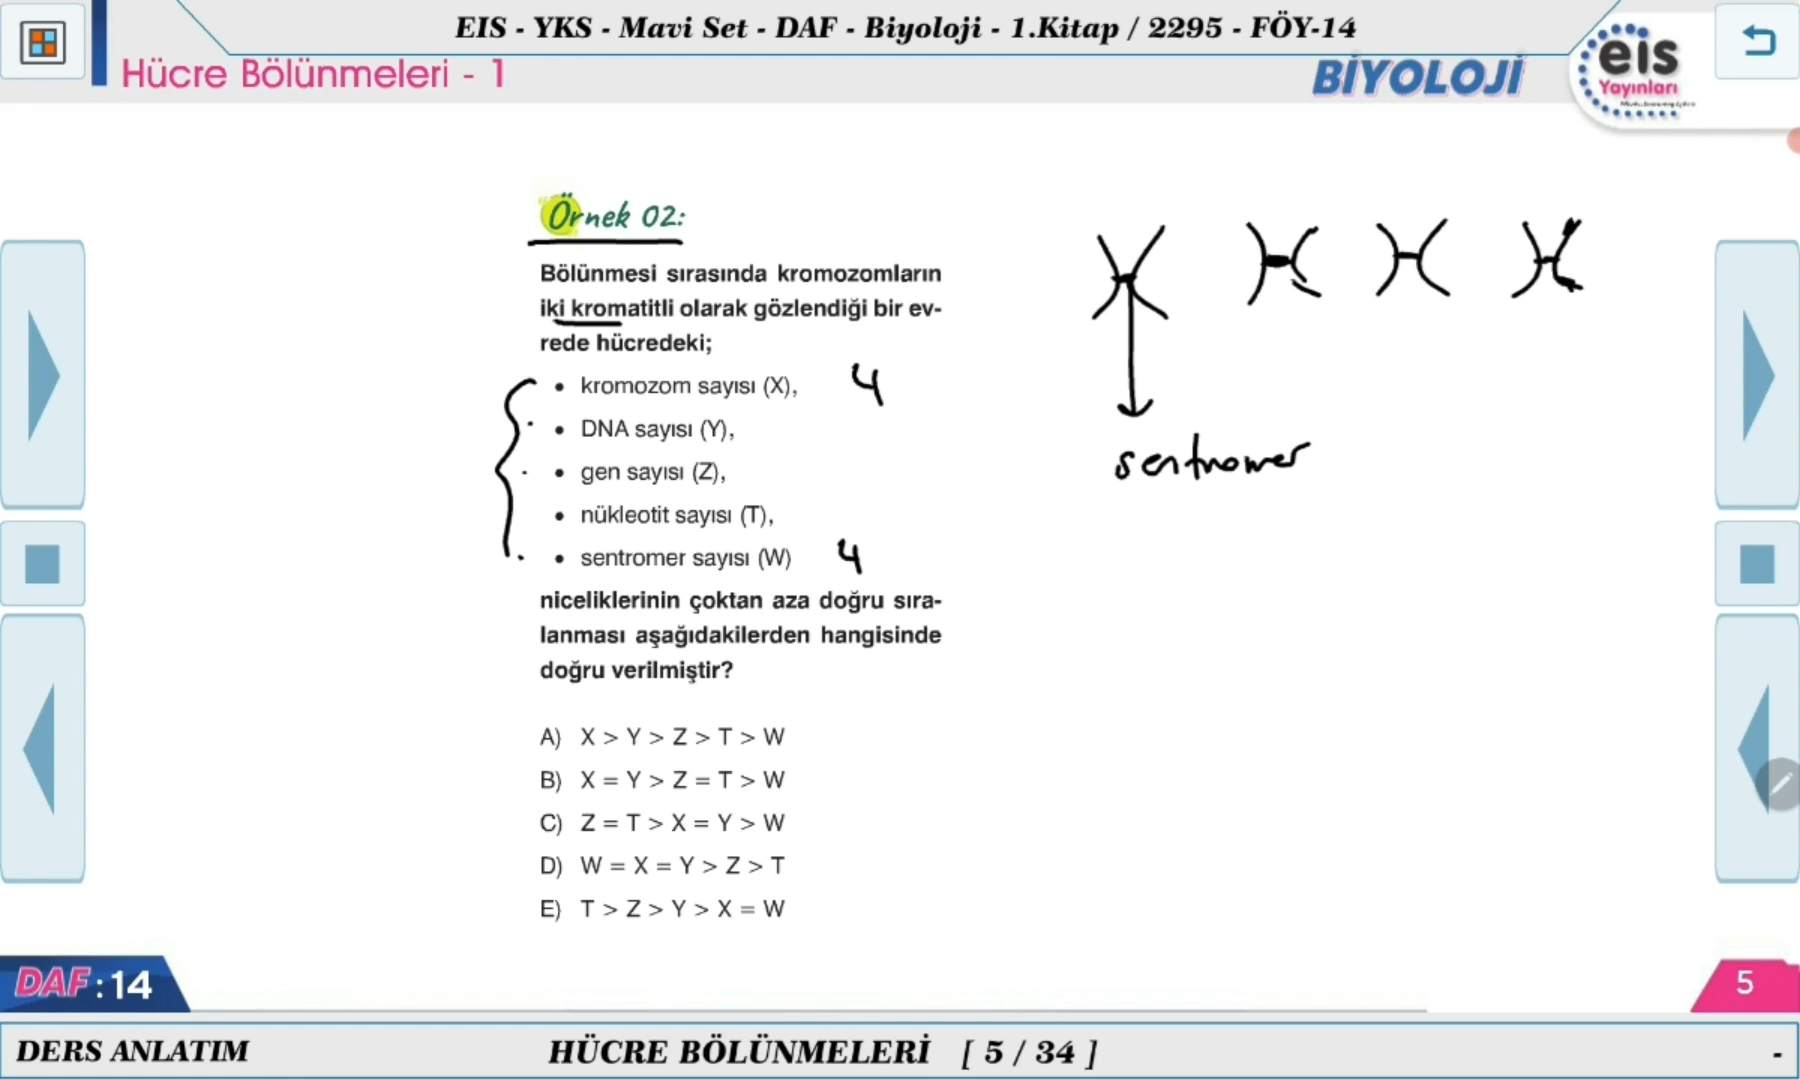 EIS - YKS - Mavi Set - DAF - Biyoloji - 1.Kitap / 2295 - FÖY-14
Hücre Bölünmeleri - 1
BİYOLOJİ
eis
Yayınları
Örnek 02:
Bölünmesi sırasında kromozomların
iki kromatitli olarak gözlendiği bir ev-
rede hücredeki;
• kromozom sayısı (X), 4
• DNA sayısı (Y),
• gen sayısı (Z),
• nükleotit sayısı (T),
• sentromer sayısı (W) 4
niceliklerinin çoktan aza doğru sıra-
lanması aşağıdakilerden hangisinde
doğru verilmiştir?
A) X > Y > Z > T > W
B) X = Y > Z = T > W
C) Z = T > X = Y > W
D) W = X = Y > Z > T
E) T > Z > Y > X = W
sentromer
DAF : 14
5
DERS ANLATIM
HÜCRE BÖLÜNMELERİ [ 5 / 34 ]
-